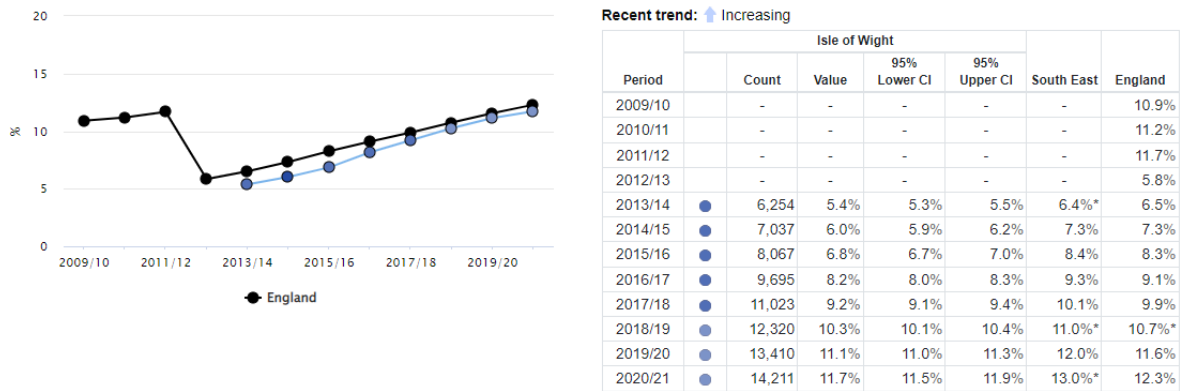 20
15
10
5
0
%
2009/10 2011/12 2013/14 2015/16 2017/18 2019/20
England
Recent trend: Increasing
Isle of Wight
Period Count Value 95% Lower CI 95% Upper CI South East England
2009/10 - - - - - 10.9%
2010/11 - - - - - 11.2%
2011/12 - - - - - 11.7%
2012/13 - - - - - 5.8%
2013/14 6,254 5.4% 5.3% 5.5% 6.4%* 6.5%
2014/15 7,037 6.0% 5.9% 6.2% 7.3% 7.3%
2015/16 8,067 6.8% 6.7% 7.0% 8.4% 8.3%
2016/17 9,695 8.2% 8.0% 8.3% 9.3% 9.1%
2017/18 11,023 9.2% 9.1% 9.4% 10.1% 9.9%
2018/19 12,320 10.3% 10.1% 10.4% 11.0%* 10.7%*
2019/20 13,410 11.1% 11.0% 11.3% 12.0% 11.6%
2020/21 14,211 11.7% 11.5% 11.9% 13.0%* 12.3%